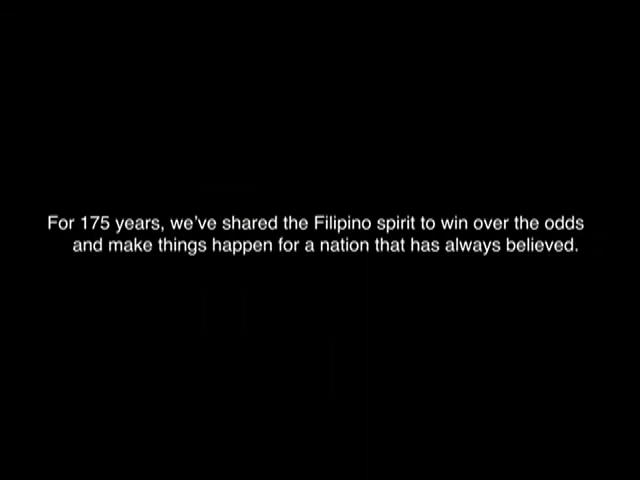 For 175 years, we've shared the Filipino spirit to win over the odds
and make things happen for a nation that has always believed.